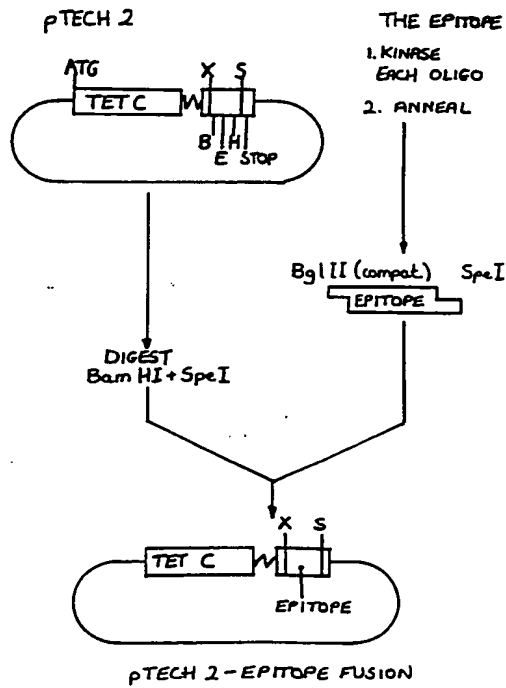 pTECH 2
ATG
TET C
X S
B E H STOP
THE EPITOPE
1. KINASE
EACH OLIGO
2. ANNEAL
BglII (compat) SpeI
EPITOPE
DIGEST
Bam HI + SpeI
TET C
X S
EPITOPE
pTECH 2 - EPITOPE FUSION